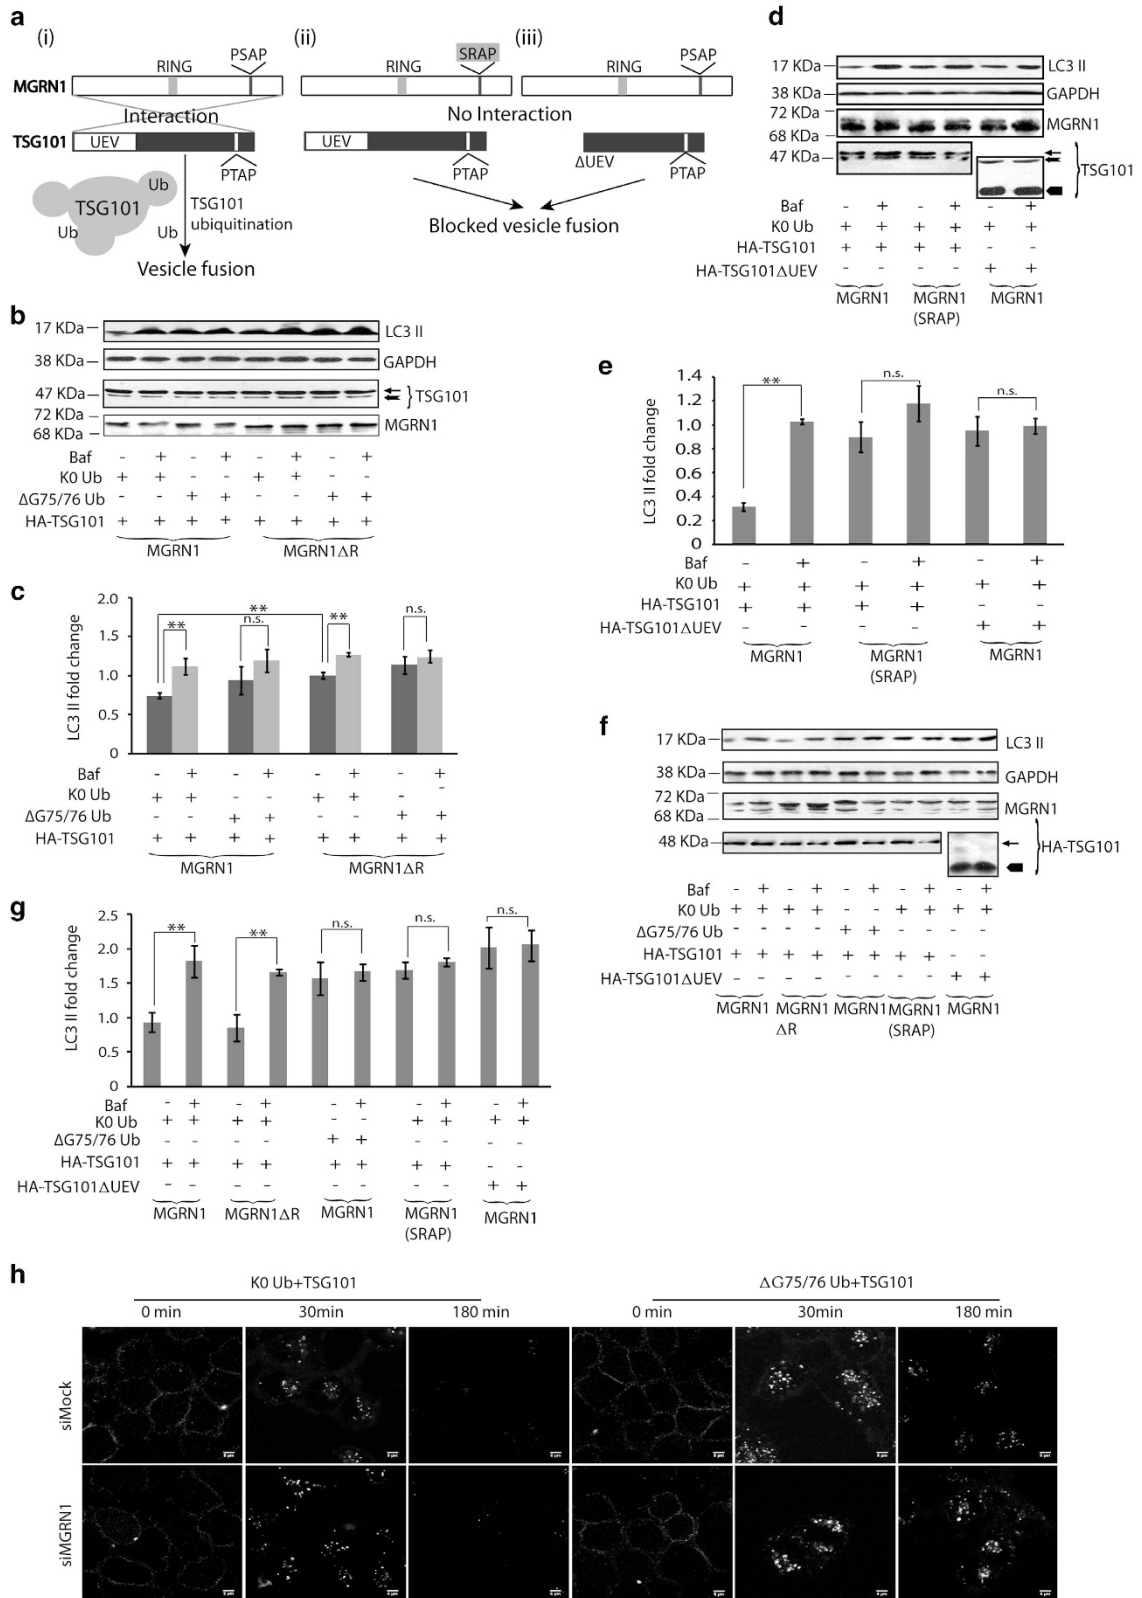 a
(i) (ii) (iii)
RING PSAP RING SRAP RING PSAP
MGRN1
Interaction No Interaction
TSG101 UEV UEV ΔUEV
PTAP PTAP PTAP
Ub TSG101 Ub Ub
TSG101
ubiquitination
Vesicle fusion
Blocked vesicle fusion
b
17 KDa LC3 II
38 KDa GAPDH
47 KDa TSG101
72 KDa
68 KDa MGRN1
Baf - + - + - + - +
K0 Ub + + - - + + - -
ΔG75/76 Ub - - + + - - + +
HA-TSG101 + + + + + + + +
MGRN1 MGRN1ΔR
c
LC3 II fold change
2.0
1.5
1.0
0.5
0
** n.s. ** ** n.s.
Baf - + - + - + - +
K0 Ub + + - - + + - -
ΔG75/76 Ub - - + + - - + +
HA-TSG101 + + + + + + + +
MGRN1 MGRN1ΔR
d
17 KDa LC3 II
38 KDa GAPDH
72 KDa
68 KDa MGRN1
47 KDa TSG101
Baf - + - + - +
K0 Ub + + + + + +
HA-TSG101 + + + + - -
HA-TSG101ΔUEV - - - - + +
MGRN1 MGRN1 MGRN1
(SRAP)
e
LC3 II fold change
1.4
1.2
1.0
0.8
0.6
0.4
0.2
0
** n.s. n.s.
Baf - + - + - +
K0 Ub + + + + + +
HA-TSG101 + + + + - -
HA-TSG101ΔUEV - - - - + +
MGRN1 MGRN1 MGRN1
(SRAP)
f
17 KDa LC3 II
38 KDa GAPDH
72 KDa
68 KDa MGRN1
48 KDa HA-TSG101
Baf - + - + - + - + - +
K0 Ub + + + + - - + + + +
ΔG75/76 Ub - - - - + + - - - -
HA-TSG101 + + + + + + + + - -
HA-TSG101ΔUEV - - - - - - - - + +
MGRN1 MGRN1 MGRN1 MGRN1 MGRN1
ΔR (SRAP)
g
LC3 II fold change
2.5
2.0
1.5
1.0
0.5
0
** ** n.s. n.s. n.s.
Baf - + - + - + - + - +
K0 Ub + + + + - - + + + +
ΔG75/76 Ub - - - - + + - - - -
HA-TSG101 + + + + + + + + - -
HA-TSG101ΔUEV - - - - - - - - + +
MGRN1 MGRN1ΔR MGRN1 MGRN1 MGRN1
(SRAP)
h
K0 Ub+TSG101 ΔG75/76 Ub+TSG101
0 min 30min 180 min 0 min 30min 180 min
siMock
siMGRN1